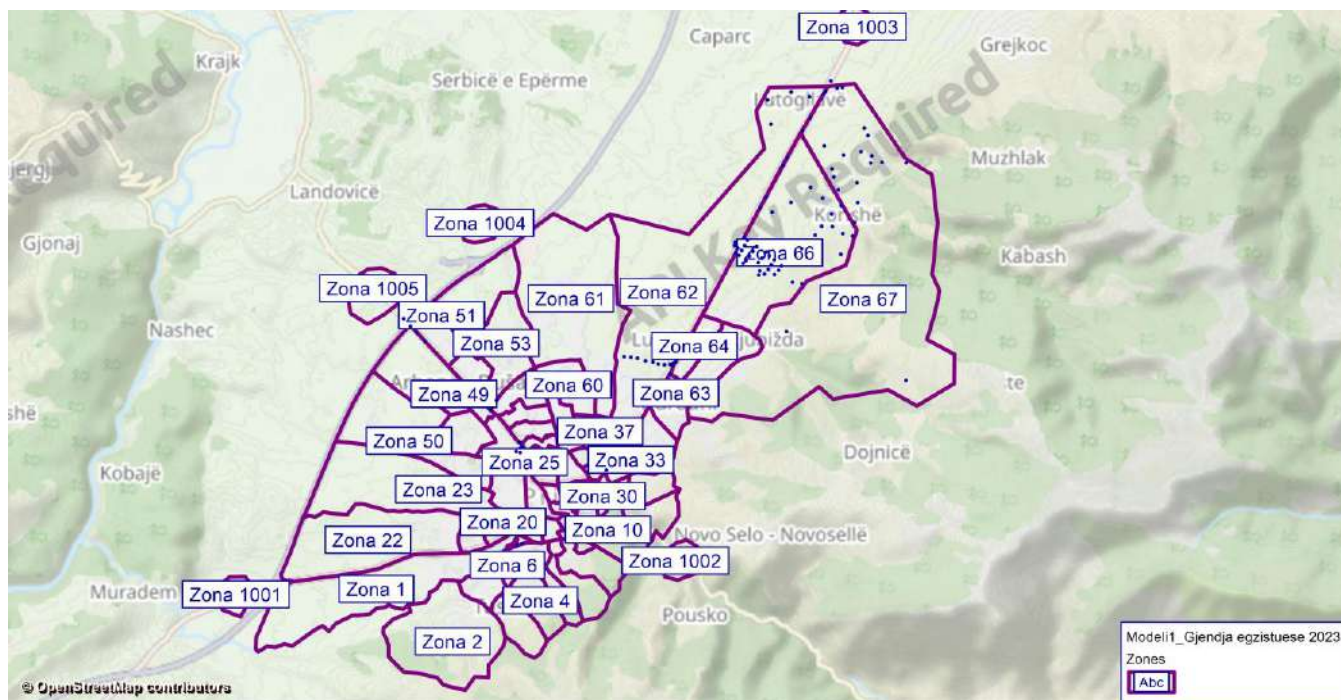 Zona 1003
Caparc
Grejkoc
Krajk
Serbicë e Epërme
Required
API Key Required
Muzhlak
Landovicë
Zona 1004
Korishë
Gjonaj
Zona 66
Kabash
Zona 1005
Zona 61
Zona 62
Zona 67
Zona 51
Nashec
Zona 53
Zona 64
Zona 49
Zona 60
Zona 63
Zona 37
Zona 50
Zona 25
Zona 33
Dojnicë
Kobajë
Zona 23
Zona 30
Zona 20
Zona 10
Novo Selo - Novosellë
Zona 22
Zona 6
Zona 1002
Muradem
Zona 1001
Zona 1
Zona 4
Pousko
Zona 2
Modeli1_Gjendja egzistuese 2023
Zones
Abc
© OpenStreetMap contributors